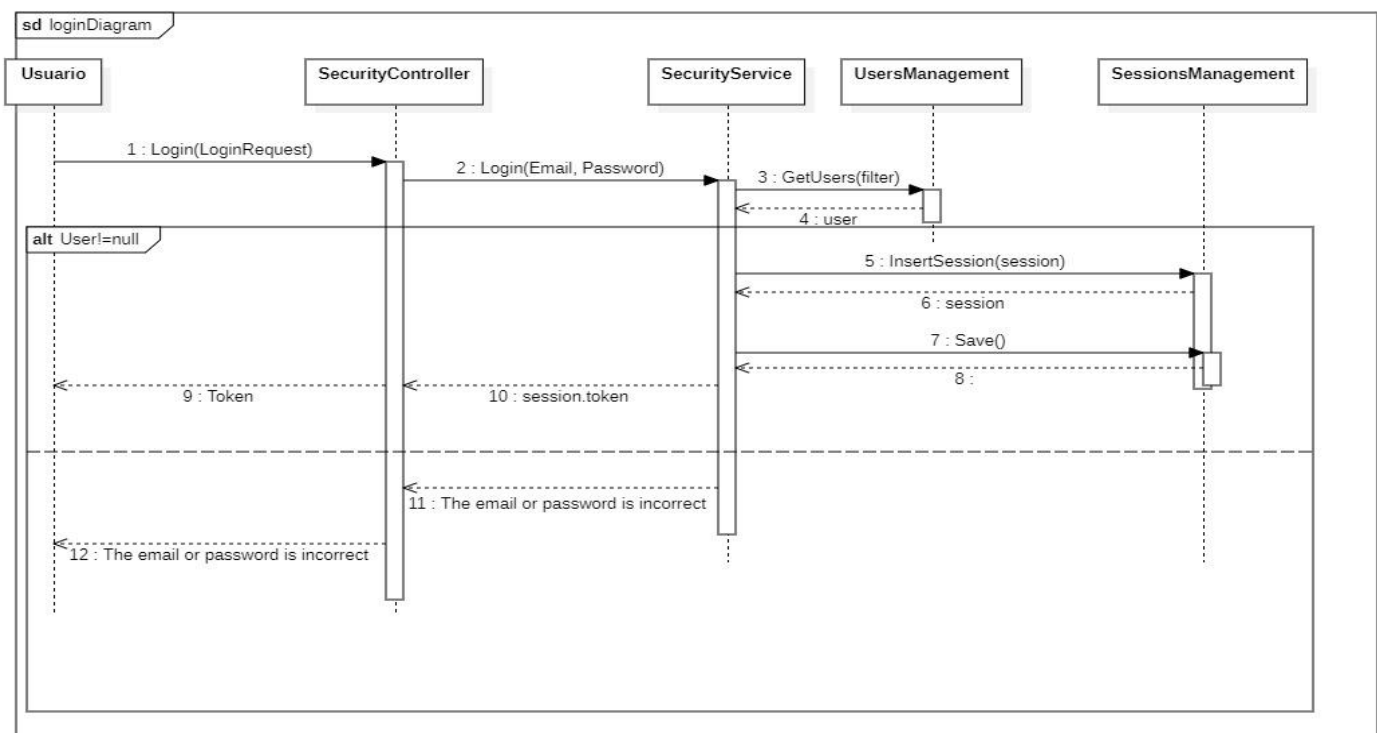 sd loginDiagram
Usuario
SecurityController
SecurityService
UsersManagement
SessionsManagement
1 : Login(LoginRequest)
2 : Login(Email, Password)
3 : GetUsers(filter)
4 : user
alt User!=null
5 : InsertSession(session)
6 : session
7 : Save()
8 :
9 : Token
10 : session.token
11 : The email or password is incorrect
12 : The email or password is incorrect